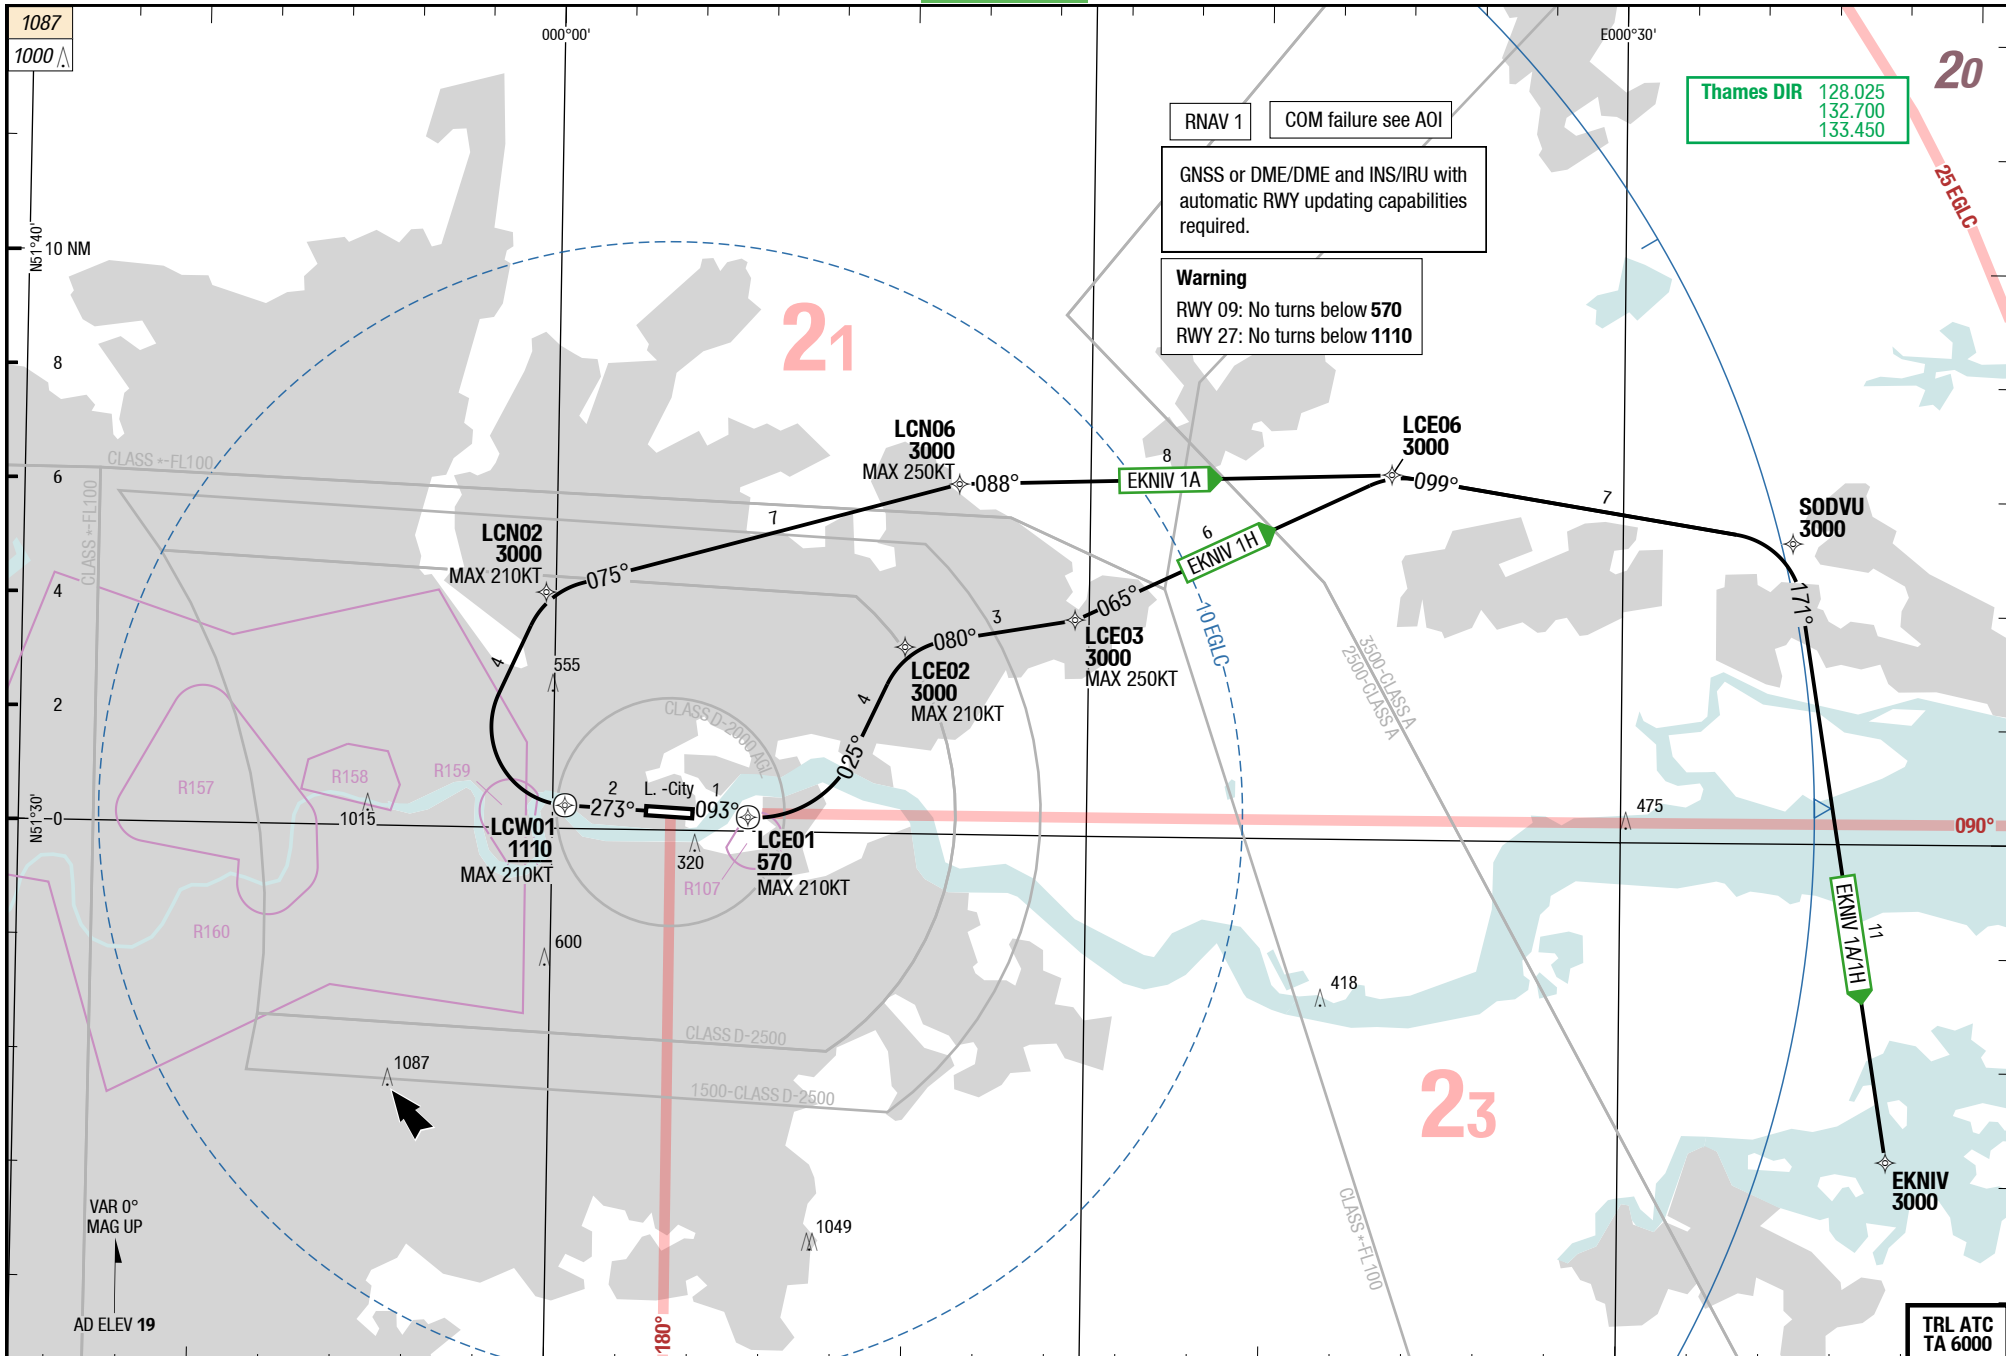 1087
1000
000°00'
E000°30'
20
Thames DIR 128.025
132.700
133.450
RNAV 1
COM failure see AOI
GNSS or DME/DME and INS/IRU with
automatic RWY updating capabilities
required.
Warning
RWY 09: No turns below 570
RWY 27: No turns below 1110
25 EGLC
N51°40'
10 NM
8
6
4
2
0
N51°30'
21
LCN06
3000
MAX 250KT
088°
8
EKNIV 1A
LCE06
3000
099°
7
SODVU
3000
171°
CLASS *-FL100
CLASS *-FL100
LCN02
3000
MAX 210KT
075°
7
4
555
6
EKNIV 1H
065°
3
080°
LCE03
3000
MAX 250KT
LCE02
3000
MAX 210KT
4
025°
10 EGLC
3500-CLASS A
2500-CLASS A
CLASS D-2000 AGL
R157
R158
R159
1015
2
273°
L. -City
1
093°
LCW01
1110
MAX 210KT
320
R107
LCE01
570
MAX 210KT
475
090°
R160
600
418
EKNIV 1A/1H
11
CLASS D-2500
1500-CLASS D-2500
1087
23
EKNIV
3000
CLASS *-FL100
VAR 0°
MAG UP
1049
AD ELEV 19
180°
TRL ATC
TA 6000